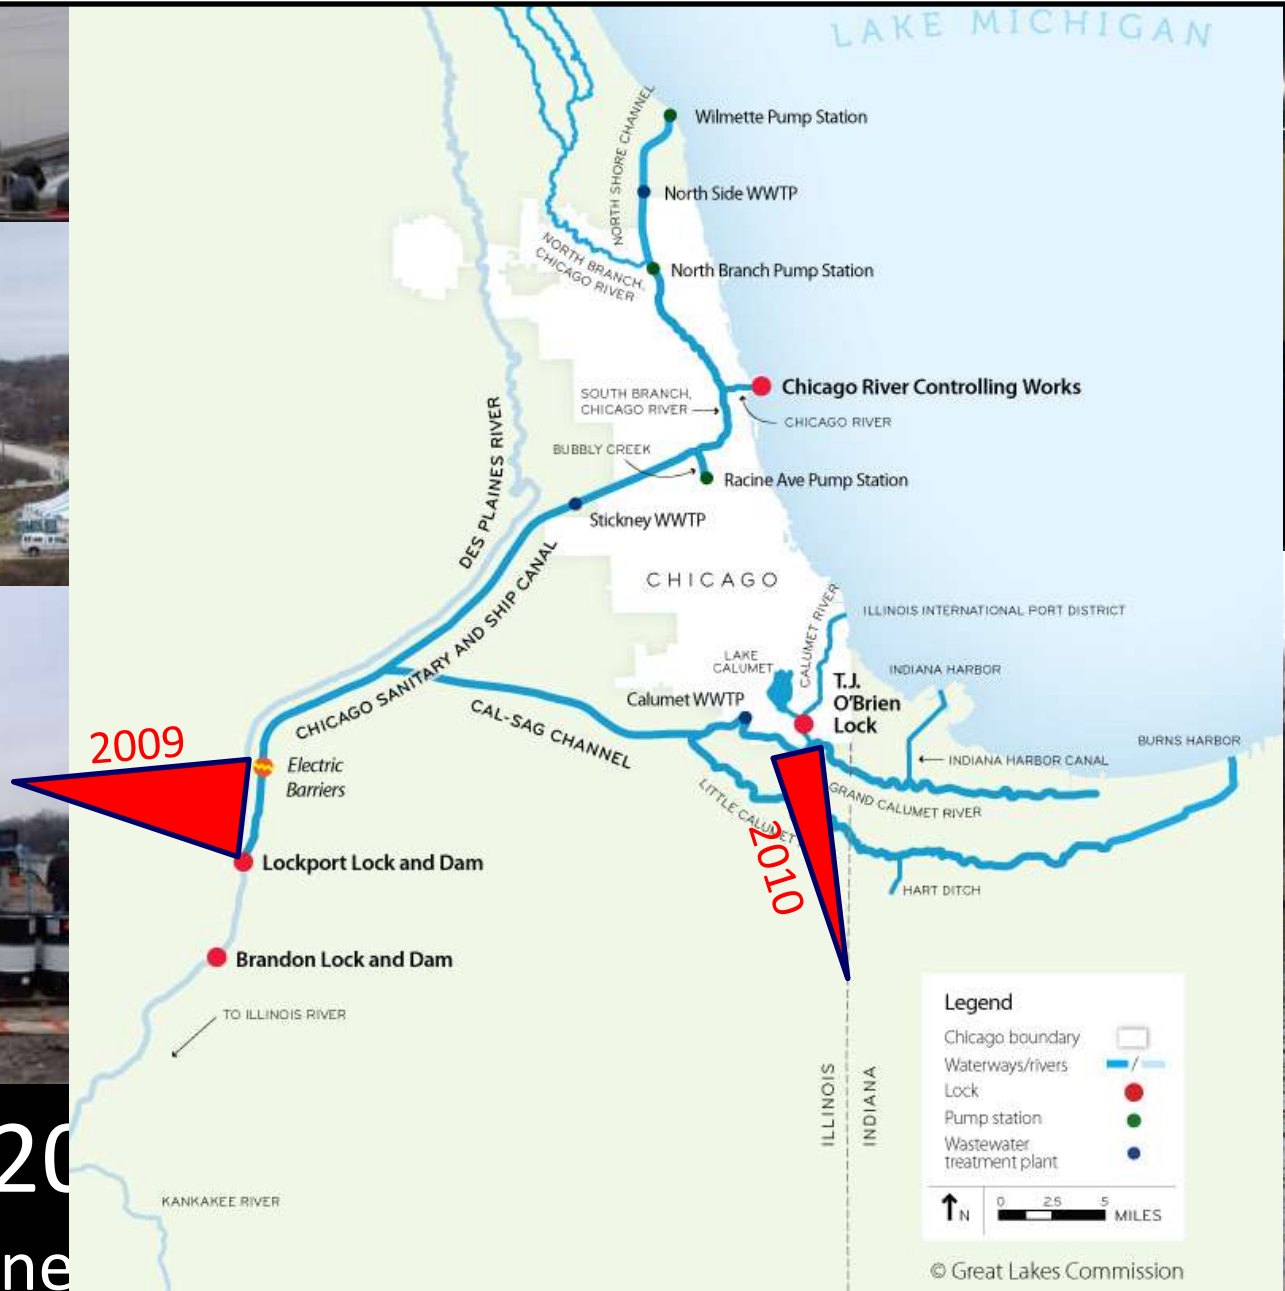 LAKE MICHIGAN
Wilmette Pump Station
NORTH SHORE CHANNEL
North Side WWTP
NORTH BRANCH,
CHICAGO RIVER
North Branch Pump Station
Chicago River Controlling Works
SOUTH BRANCH,
CHICAGO RIVER
CHICAGO RIVER
BUBBLY CREEK
Racine Ave Pump Station
DES PLAINES RIVER
Stickney WWTP
CHICAGO
CHICAGO SANITARY AND SHIP CANAL
CALUMET RIVER
ILLINOIS INTERNATIONAL PORT DISTRICT
LAKE
CALUMET
INDIANA HARBOR
T.J.
O'Brien
Lock
Calumet WWTP
CAL-SAG CHANNEL
BURNS HARBOR
INDIANA HARBOR CANAL
2009
Electric
Barriers
LITTLE CALUMET
GRAND CALUMET RIVER
2010
Lockport Lock and Dam
HART DITCH
Brandon Lock and Dam
TO ILLINOIS RIVER
ILLINOIS
INDIANA
Legend
Chicago boundary
Waterways/rivers
/
Lock
Pump station
Wastewater
treatment plant
N
0 2.5 5
MILES
KANKAKEE RIVER
20
ne
© Great Lakes Commission